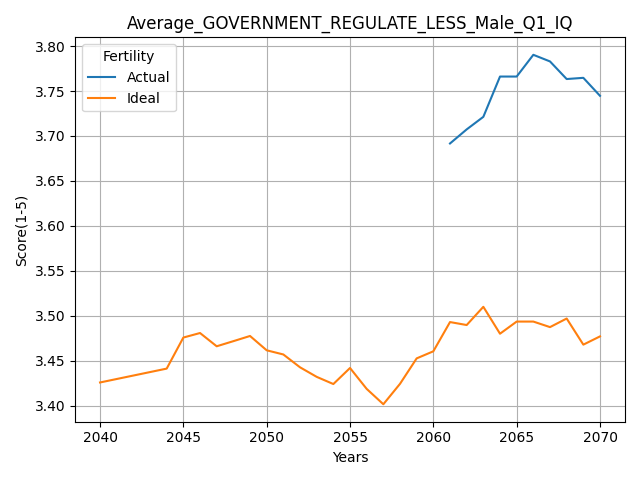 Average_GOVERNMENT_REGULATE_LESS_Male_Q1_IQ
Fertility
Actual
Ideal
3.80
3.75
3.70
3.65
3.60
3.55
3.50
3.45
3.40
Score(1-5)
2040 2045 2050 2055 2060 2065 2070
Years